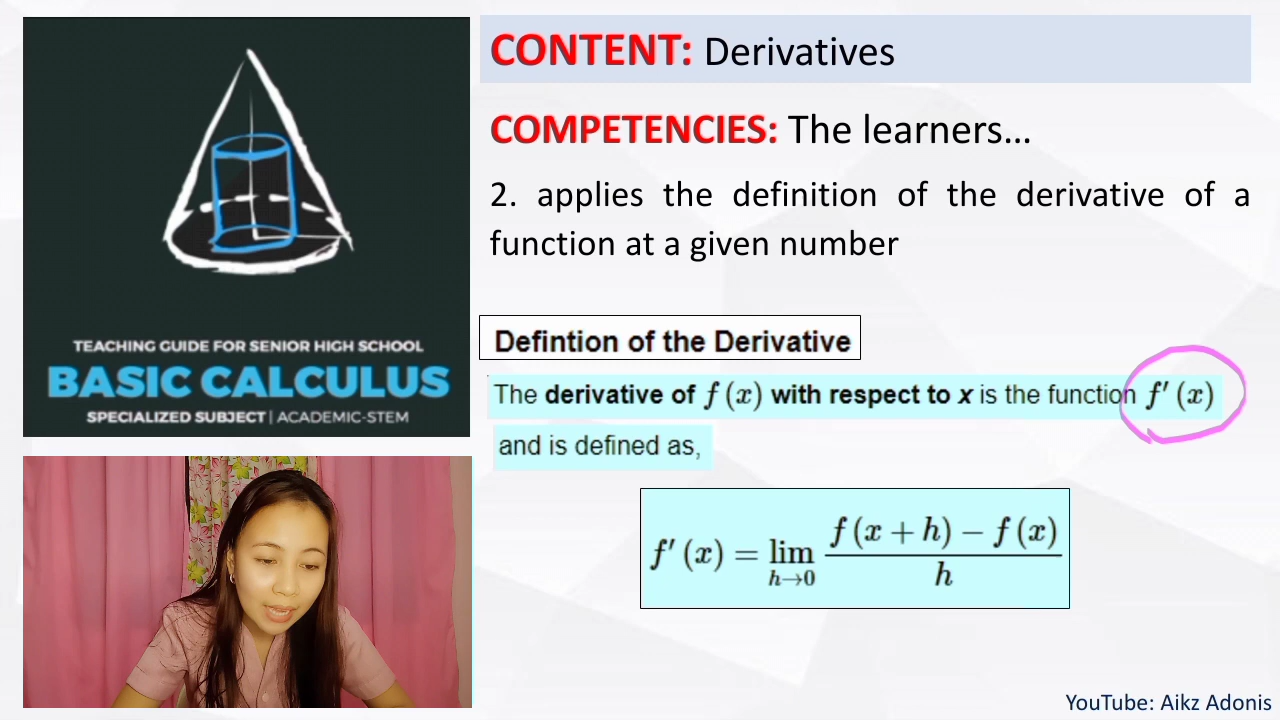 TEACHING GUIDE FOR SENIOR HIGH SCHOOL
BASIC CALCULUS
SPECIALIZED SUBJECT | ACADEMIC-STEM
CONTENT: Derivatives
COMPETENCIES: The learners...
2. applies the definition of the derivative of a
function at a given number
Defintion of the Derivative
The derivative of f (x) with respect to x is the function f′ (x)
and is defined as,
f′ (x) = lim h→0 f (x + h) − f (x) / h
YouTube: Aikz Adonis